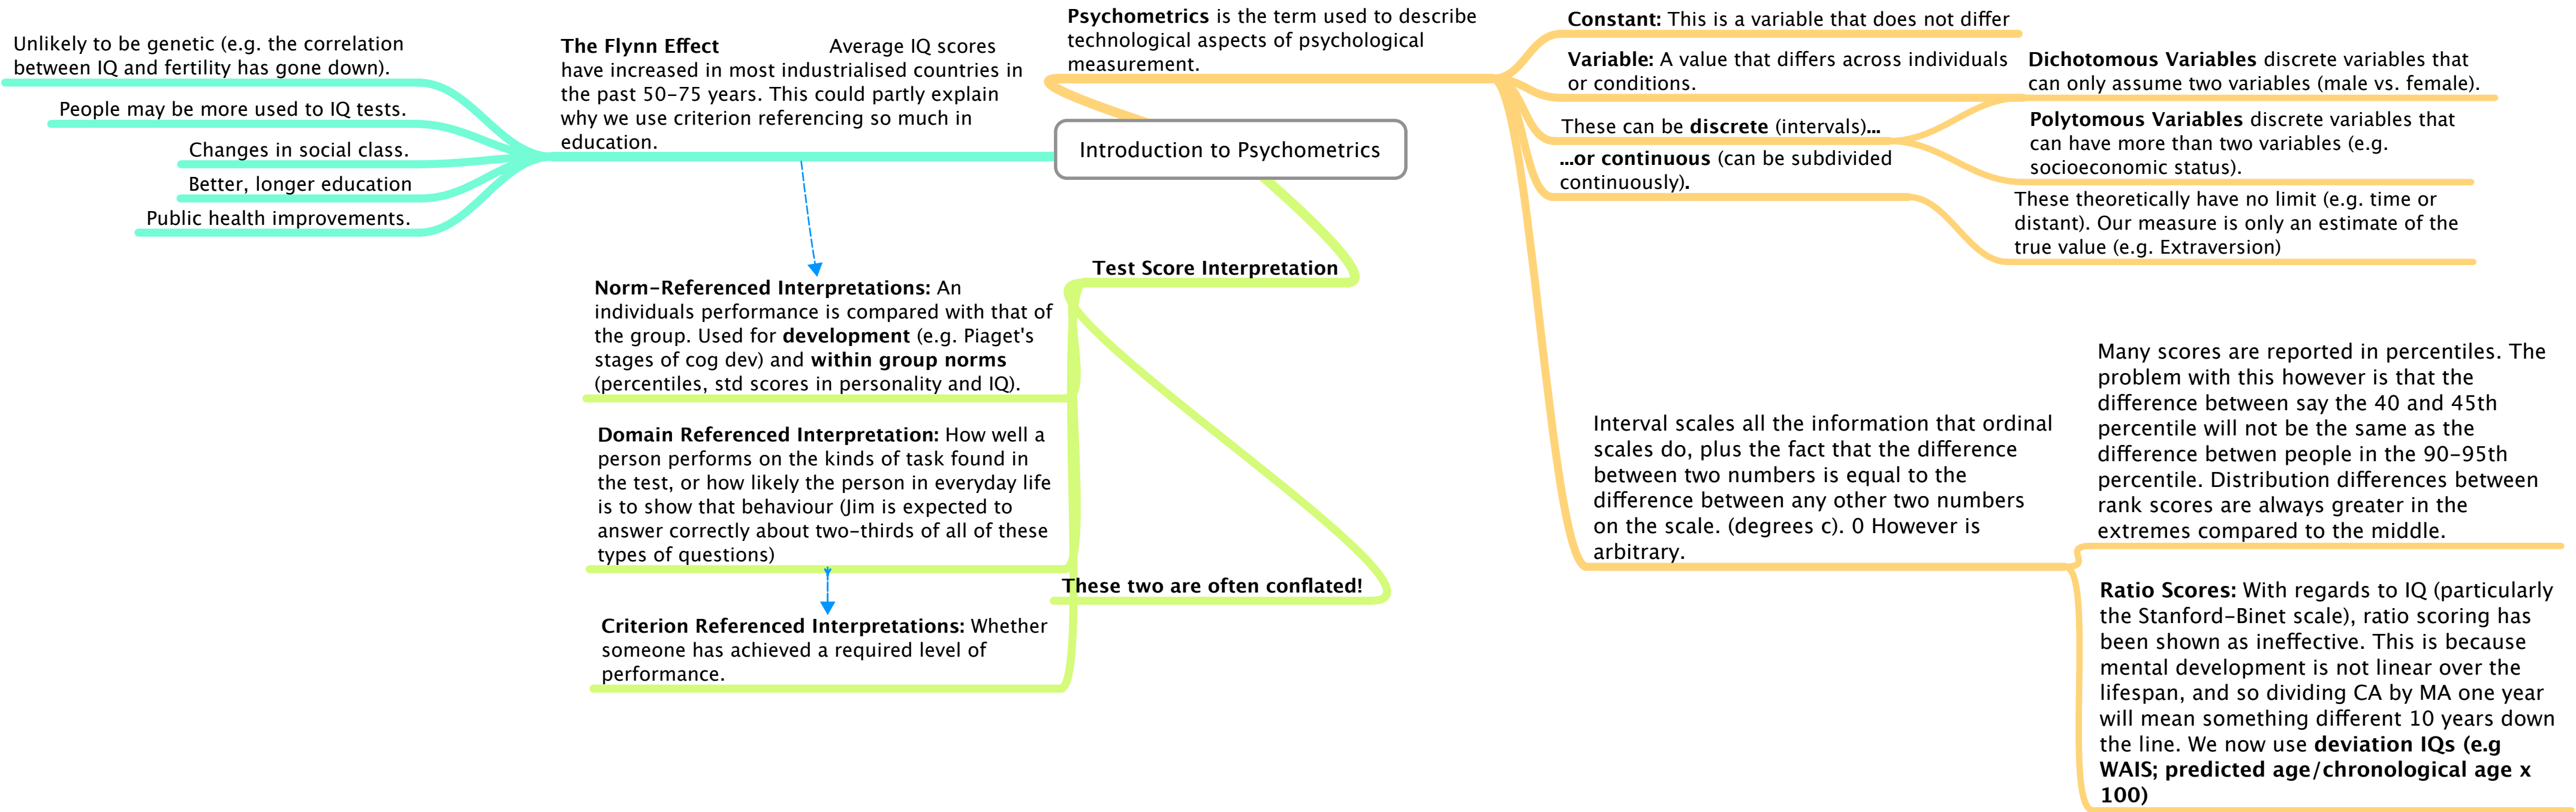 Introduction to Psychometrics
Psychometrics is the term used to describe
technological aspects of psychological
measurement.
Constant: This is a variable that does not differ
Variable: A value that differs across individuals
or conditions.
These can be discrete (intervals)...
Dichotomous Variables discrete variables that
can only assume two variables (male vs. female).
Polytomous Variables discrete variables that
can have more than two variables (e.g.
socioeconomic status).
...or continuous (can be subdivided
continuously).
These theoretically have no limit (e.g. time or
distant). Our measure is only an estimate of the
true value (e.g. Extraversion)
Interval scales all the information that ordinal
scales do, plus the fact that the difference
between two numbers is equal to the
difference between any other two numbers
on the scale. (degrees c). 0 However is
arbitrary.
Many scores are reported in percentiles. The
problem with this however is that the
difference between say the 40 and 45th
percentile will not be the same as the
difference betwen people in the 90-95th
percentile. Distribution differences between
rank scores are always greater in the
extremes compared to the middle.
Ratio Scores: With regards to IQ (particularly
the Stanford-Binet scale), ratio scoring has
been shown as ineffective. This is because
mental development is not linear over the
lifespan, and so dividing CA by MA one year
will mean something different 10 years down
the line. We now use deviation IQs (e.g
WAIS; predicted age/chronological age x
100)
Test Score Interpretation
Norm-Referenced Interpretations: An
individuals performance is compared with that of
the group. Used for development (e.g. Piaget's
stages of cog dev) and within group norms
(percentiles, std scores in personality and IQ).
Domain Referenced Interpretation: How well a
person performs on the kinds of task found in
the test, or how likely the person in everyday life
is to show that behaviour (Jim is expected to
answer correctly about two-thirds of all of these
types of questions)
Criterion Referenced Interpretations: Whether
someone has achieved a required level of
performance.
These two are often conflated!
The Flynn Effect Average IQ scores
have increased in most industrialised countries in
the past 50-75 years. This could partly explain
why we use criterion referencing so much in
education.
Unlikely to be genetic (e.g. the correlation
between IQ and fertility has gone down).
People may be more used to IQ tests.
Changes in social class.
Better, longer education
Public health improvements.